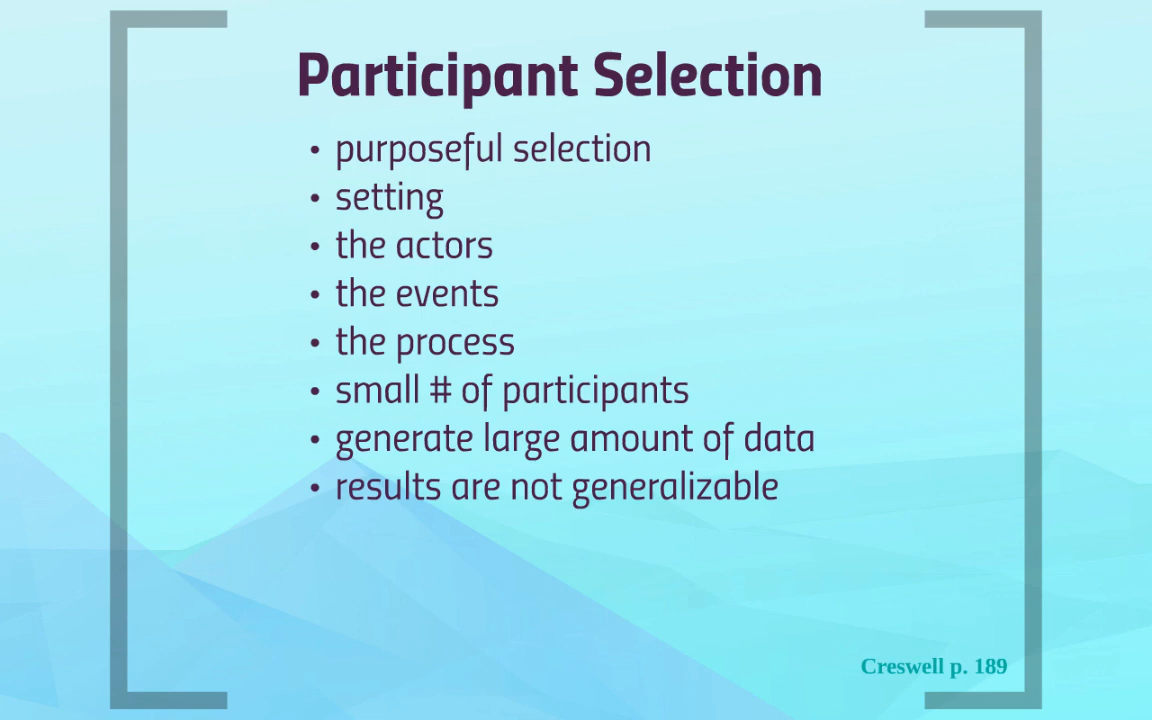 Participant Selection
• purposeful selection
• setting
• the actors
• the events
• the process
• small # of participants
• generate large amount of data
• results are not generalizable
Creswell p. 189